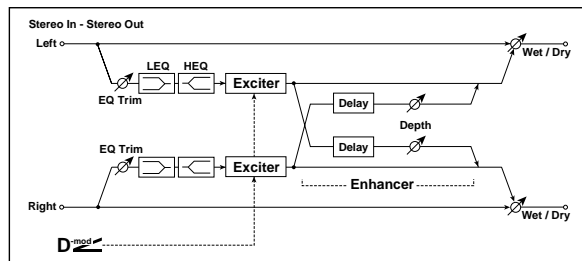 Stereo In - Stereo Out
Left
Wet / Dry
LEQ HEQ
EQ Trim
Exciter
Delay
Depth
EQ Trim
Delay
Exciter
Enhancer
Right
Wet / Dry
D-mod